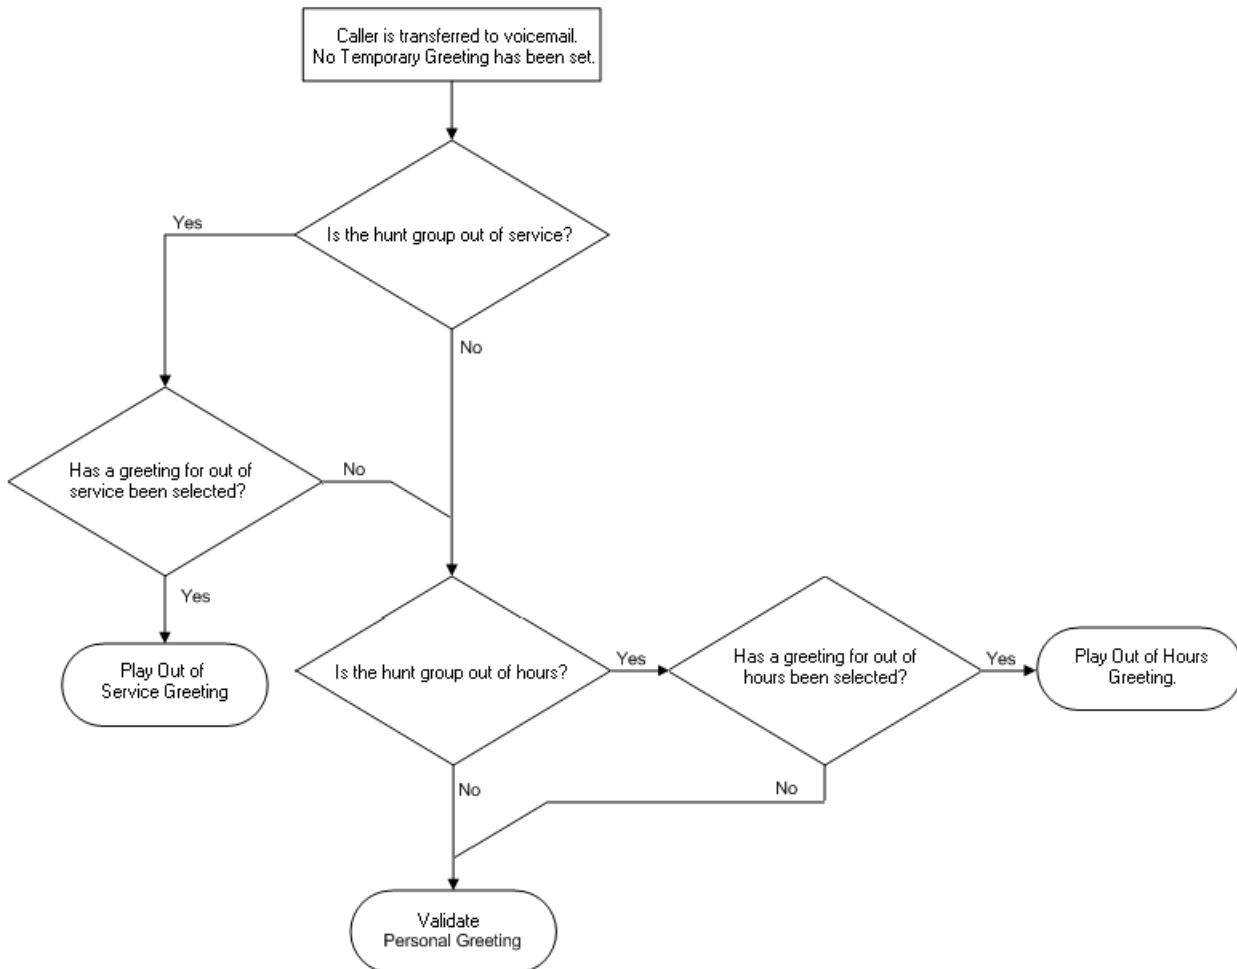 Caller is transferred to voicemail.
No Temporary Greeting has been set.
Yes
Is the hunt group out of service?
No
Has a greeting for out of
service been selected?
No
Yes
Play Out of
Service Greeting
Is the hunt group out of hours?
Yes
Has a greeting for out of
hours been selected?
Yes
Play Out of Hours
Greeting.
No
No
Validate
Personal Greeting